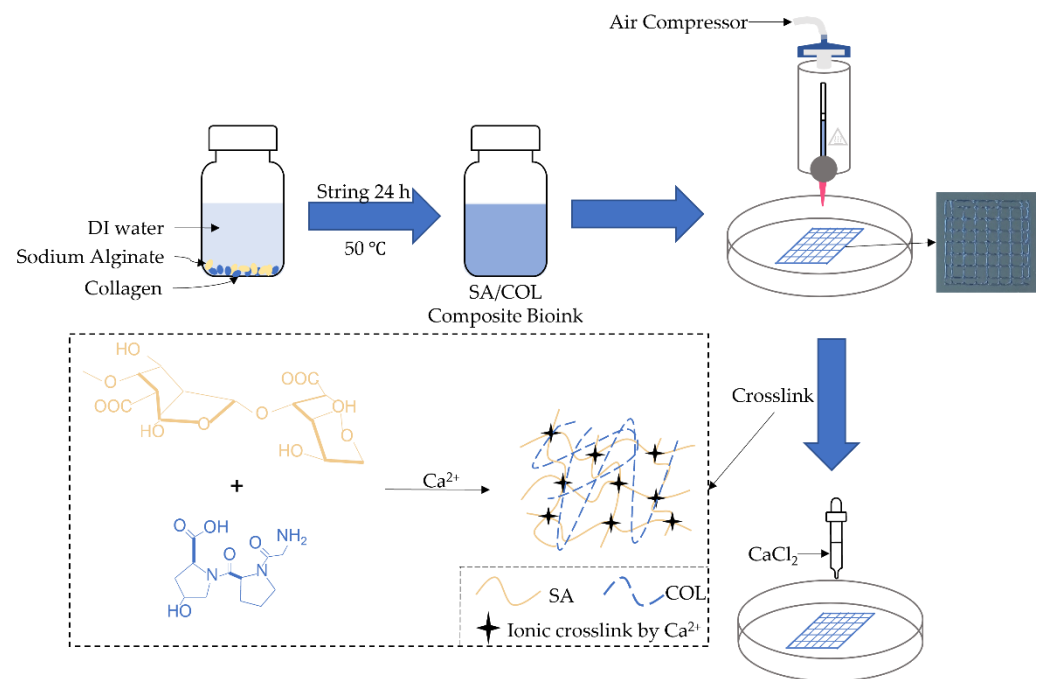 Air Compressor
DI water
Sodium Alginate
Collagen
String 24 h
50 °C
SA/COL
Composite Bioink
Crosslink
HO
O
OOC
O
HO
O
OOC
OH
O
HO
+
Ca²⁺
O
OH
N
O
N
O
NH₂
HO
SA
COL
Ionic crosslink by Ca²⁺
CaCl₂